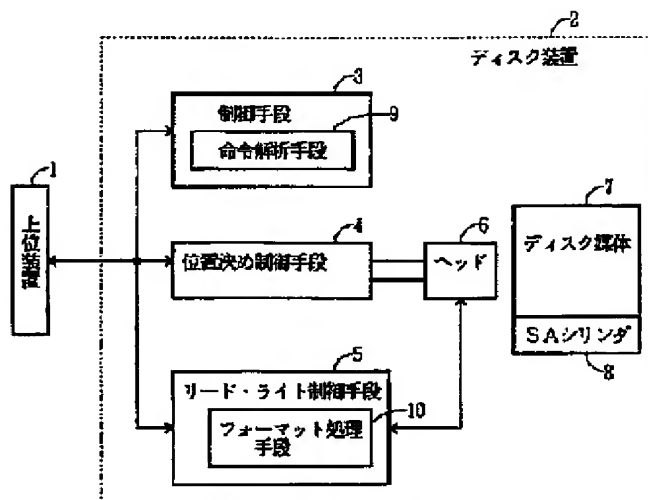 2
ディスク装置
3
制御手段
9
命令解析手段
1
上位装置
4
位置決め制御手段
6
ヘッド
7
ディスク媒体
SAシリンダ
8
5
リード・ライト制御手段
10
フォーマット処理
手段